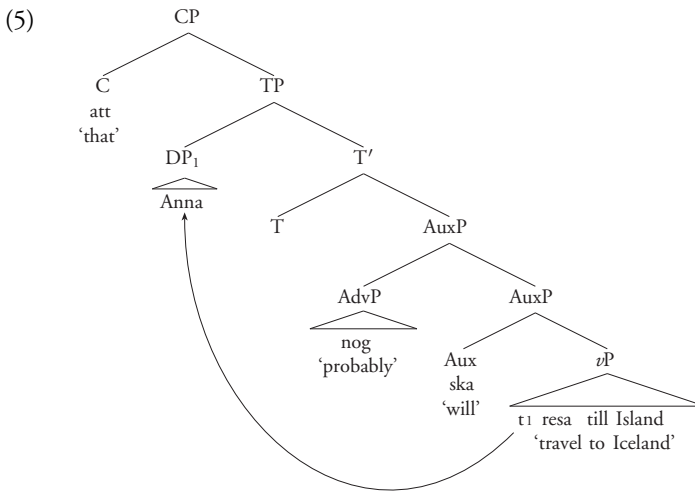 (5)
CP
C TP
att
‘that’
DP₁ T′
Anna
T AuxP
AdvP AuxP
nog
‘probably’
Aux vP
ska
‘will’
t₁ resa till Island
‘travel to Iceland’